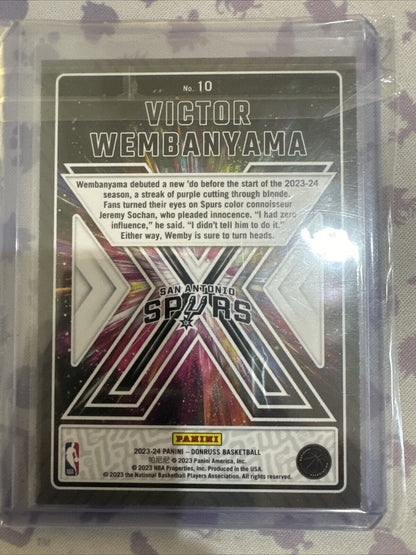 No. 10
VICTOR
WEMBANYAMA
Wembanyama debuted a new 'do before the start of the 2023-24
season, a streak of purple cutting through blonde.
Fans turned their eyes on Spurs color connoisseur
Jeremy Sochan, who pleaded innocence. "I had zero
influence," he said. "I didn't tell him to do it."
Either way, Wemby is sure to turn heads.
SAN ANTONIO
SPURS
PANINI
2023-24 PANINI – DONRUSS BASKETBALL
帕尼尼 © 2023 Panini America, Inc.
© 2023 NBA Properties, Inc. Produced in the USA.
© 2023 the National Basketball Players Association. All rights reserved.